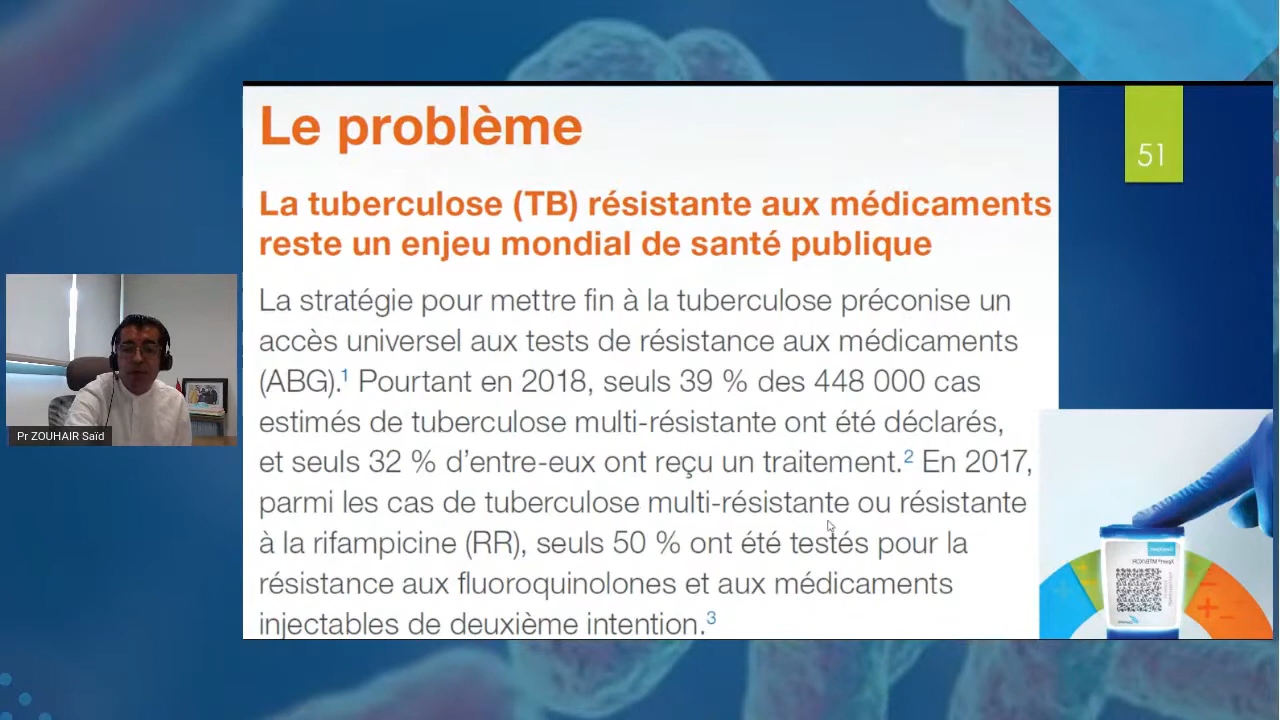 Le problème
51
La tuberculose (TB) résistante aux médicaments
reste un enjeu mondial de santé publique
La stratégie pour mettre fin à la tuberculose préconise un
accès universel aux tests de résistance aux médicaments
(ABG).¹ Pourtant en 2018, seuls 39 % des 448 000 cas
estimés de tuberculose multi-résistante ont été déclarés,
et seuls 32 % d’entre-eux ont reçu un traitement.² En 2017,
parmi les cas de tuberculose multi-résistante ou résistante
à la rifampicine (RR), seuls 50 % ont été testés pour la
résistance aux fluoroquinolones et aux médicaments
injectables de deuxième intention.³
Pr ZOUHAIR Saïd